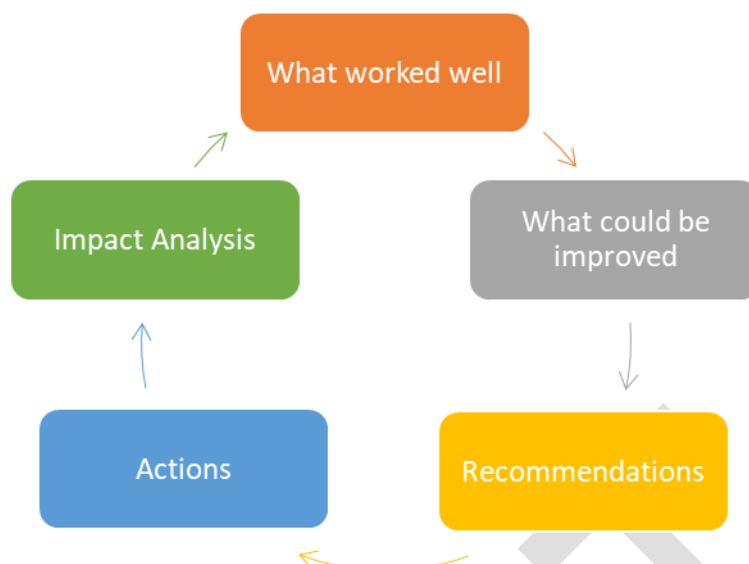 What worked well
Impact Analysis
What could be
improved
Actions
Recommendations